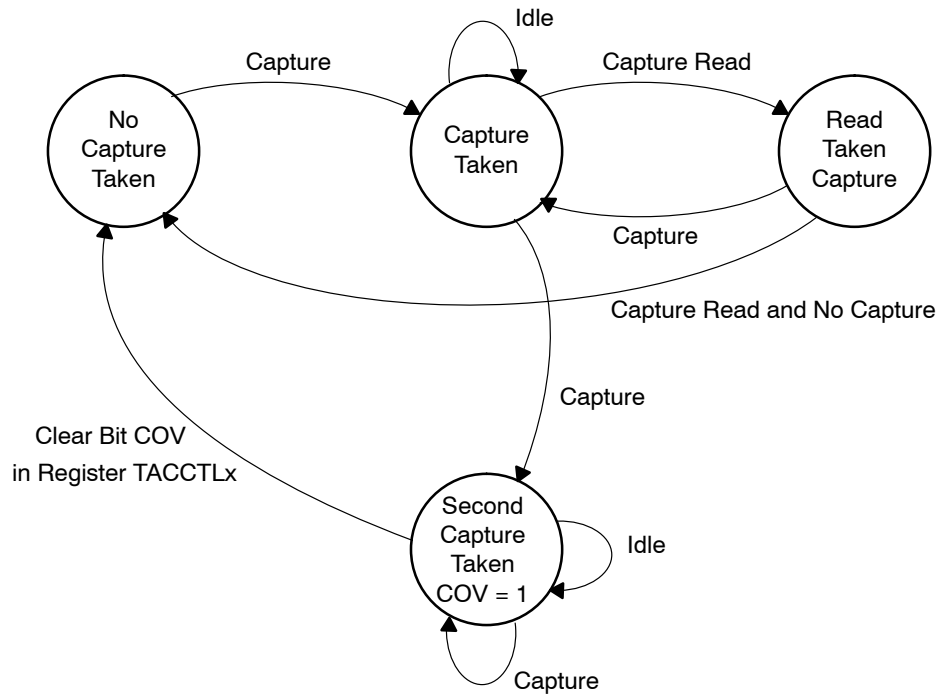 Idle
Capture
Capture Read
No
Capture
Taken
Capture
Taken
Read
Taken
Capture
Capture
Capture Read and No Capture
Capture
Clear Bit COV
in Register TACCTLx
Second
Capture
Taken
COV = 1
Idle
Capture